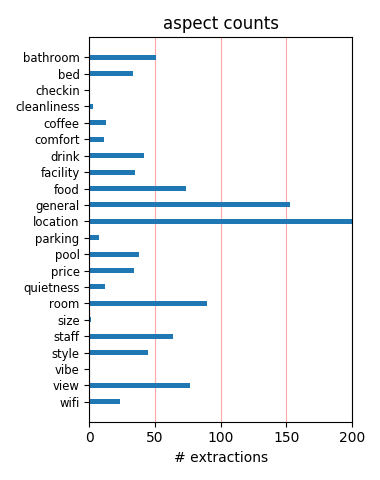 aspect counts
bathroom
bed
checkin
cleanliness
coffee
comfort
drink
facility
food
general
location
parking
pool
price
quietness
room
size
staff
style
vibe
view
wifi
0 50 100 150 200
# extractions